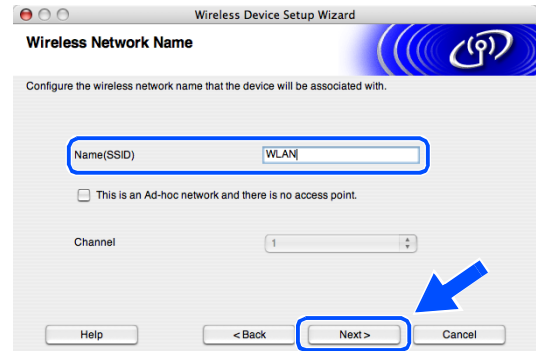 Wireless Device Setup Wizard
Wireless Network Name
Configure the wireless network name that the device will be associated with.
Name(SSID) WLAN
This is an Ad-hoc network and there is no access point.
Channel 1
Help <Back Next> Cancel